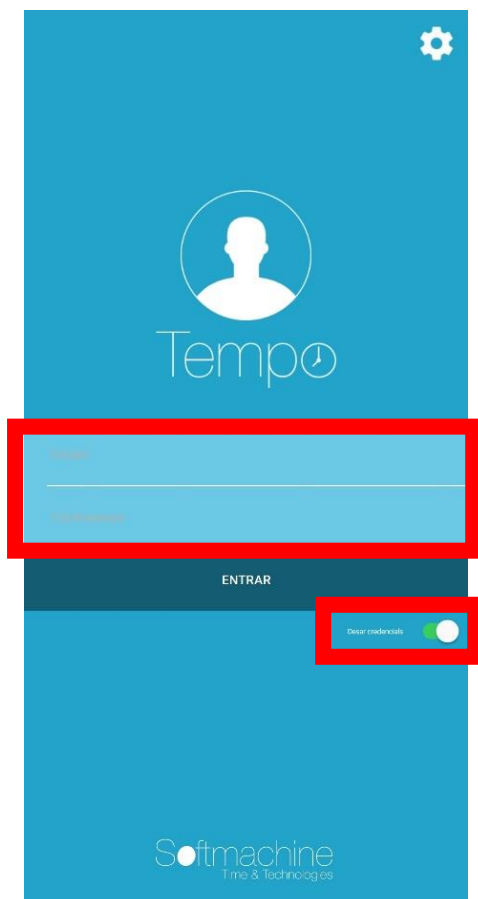 Tempo
ENTRAR
Desar credencials
Softmachine
Time & Technologies